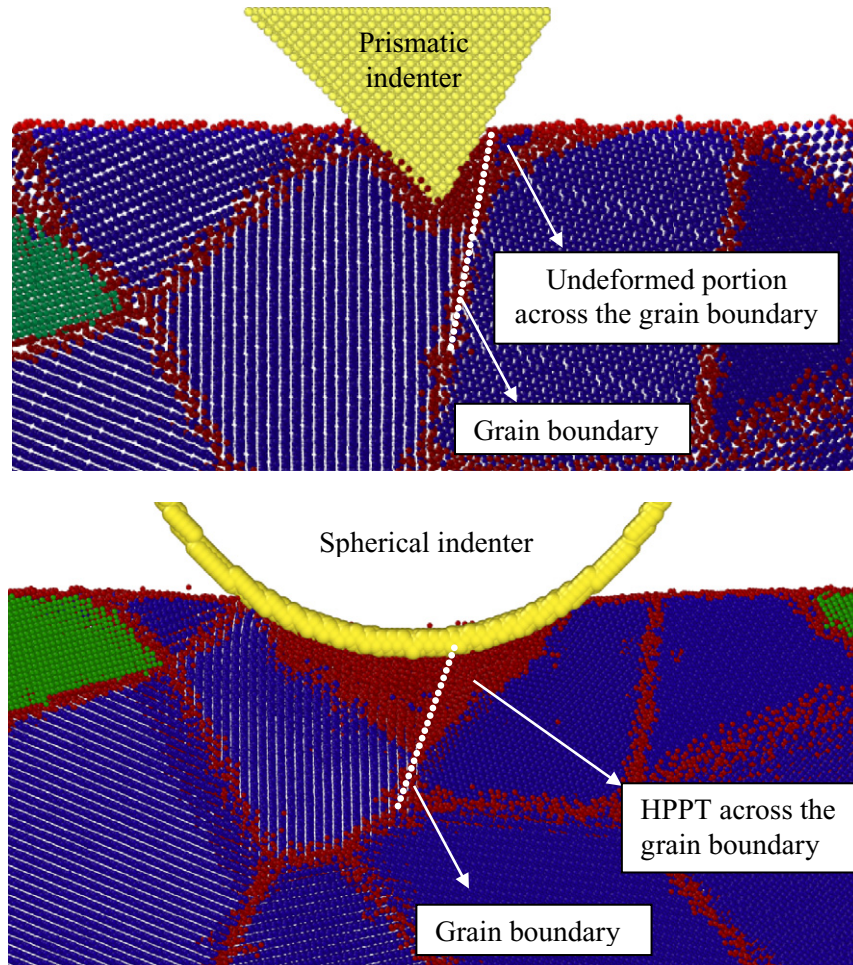 Prismatic
indenter
Undeformed portion
across the grain boundary
Grain boundary
Spherical indenter
HPPT across the
grain boundary
Grain boundary